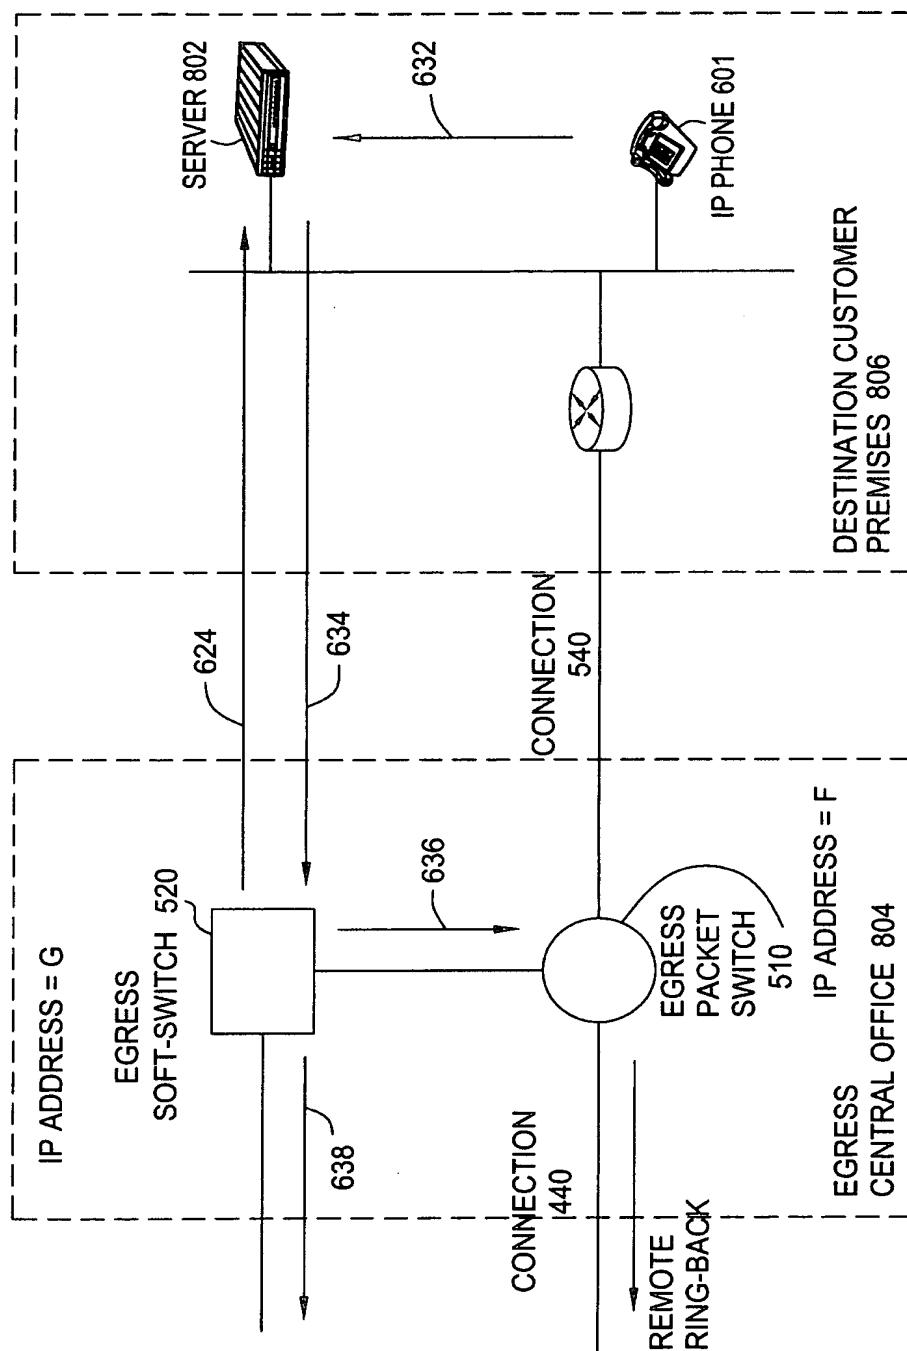 IP ADDRESS = G
EGRESS
SOFT-SWITCH 520
638
636
624
634
SERVER 802
632
IP PHONE 601
CONNECTION
440
REMOTE
RING-BACK
EGRESS
PACKET
SWITCH
510
IP ADDRESS = F
EGRESS
CENTRAL OFFICE 804
CONNECTION
540
DESTINATION CUSTOMER
PREMISES 806